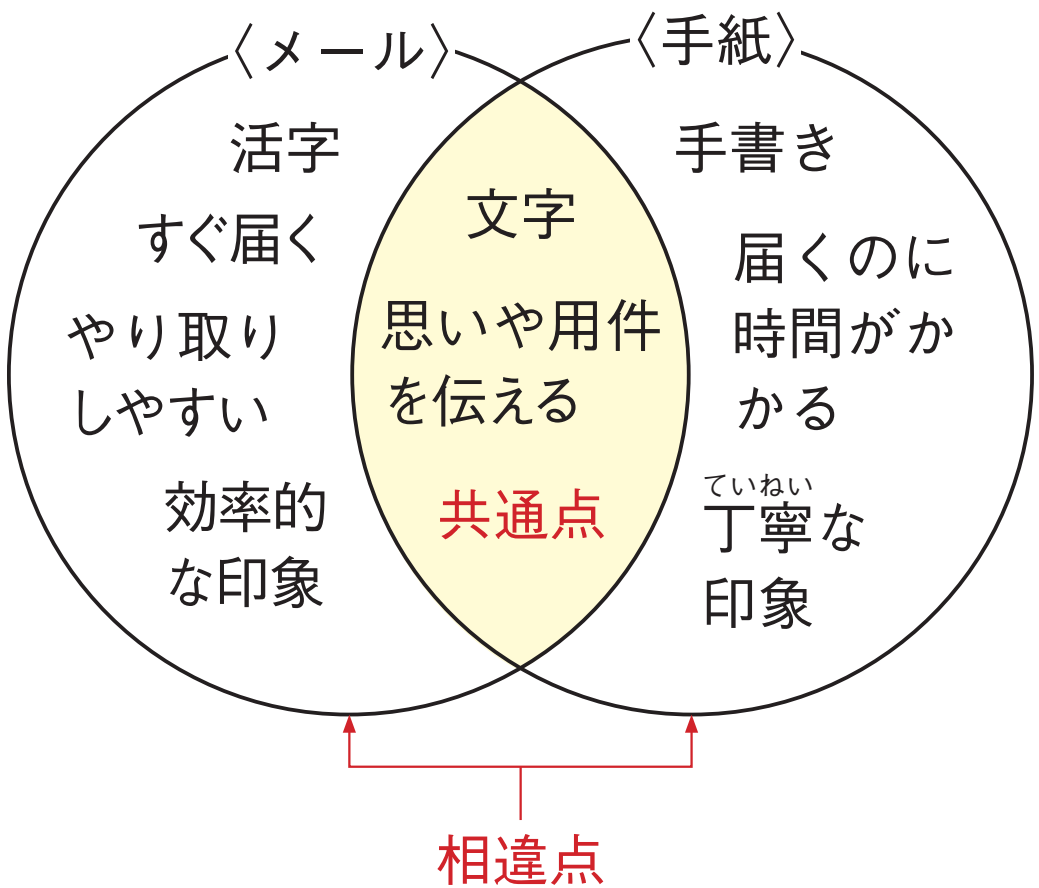 〈メール〉
活字
すぐ届く
やり取り
しやすい
効率的
な印象
文字
思いや用件
を伝える
共通点
〈手紙〉
手書き
届くのに
時間がか
かる
ていねい
丁寧な
印象
相違点